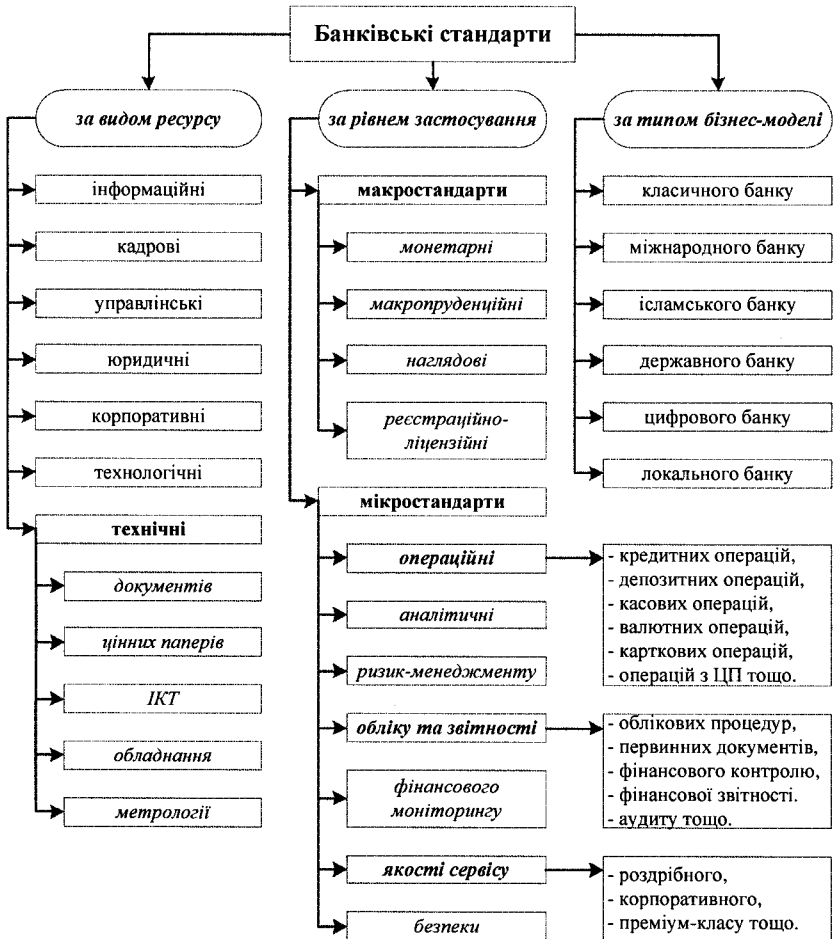 Банківські стандарти
за видом ресурсу
інформаційні
кадрові
управлінські
юридичні
корпоративні
технологічні
технічні
документів
цінних паперів
ІКТ
обладнання
метрології
за рівнем застосування
макростандарти
монетарні
макропруденційні
наглядові
реєстраційно-
ліцензійні
мікростандарти
операційні
- кредитних операцій,
- депозитних операцій,
- касових операцій,
- валютних операцій,
- карткових операцій,
- операцій з ЦП тощо.
аналітичні
ризик-менеджменту
обліку та звітності
- облікових процедур,
- первинних документів,
- фінансового контролю,
- фінансової звітності.
- аудиту тощо.
фінансового
моніторингу
якості сервісу
- роздрібного,
- корпоративного,
- преміум-класу тощо.
безпеки
за типом бізнес-моделі
класичного банку
міжнародного банку
ісламського банку
державного банку
цифрового банку
локального банку